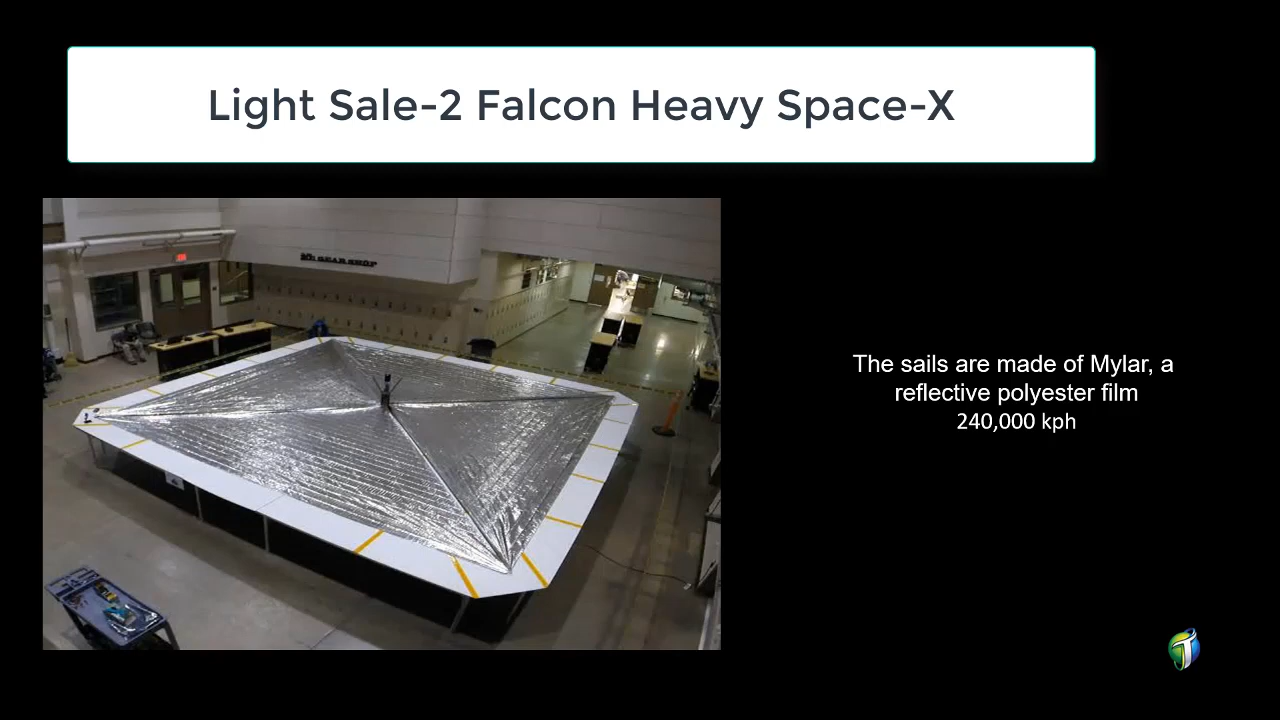 Light Sale-2 Falcon Heavy Space-X
The sails are made of Mylar, a
reflective polyester film
240,000 kph